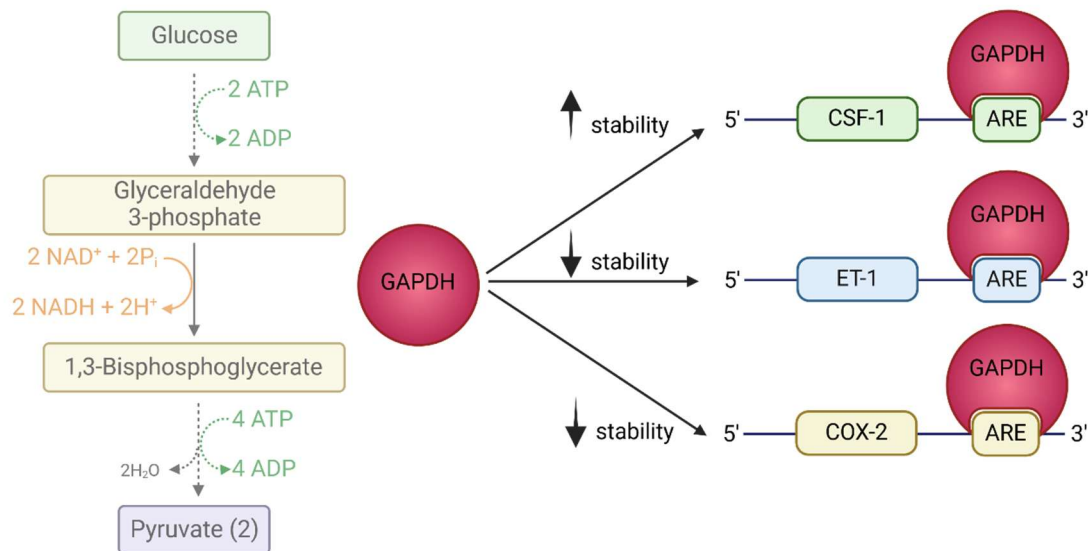 Glucose
2 ATP
2 ADP
Glyceraldehyde
3-phosphate
2 NAD⁺ + 2Pᵢ
2 NADH + 2H⁺
1,3-Bisphosphoglycerate
4 ATP
2H₂O
4 ADP
Pyruvate (2)
GAPDH
stability
5' CSF-1 ARE 3'
GAPDH
stability
5' ET-1 ARE 3'
GAPDH
stability
5' COX-2 ARE 3'
GAPDH